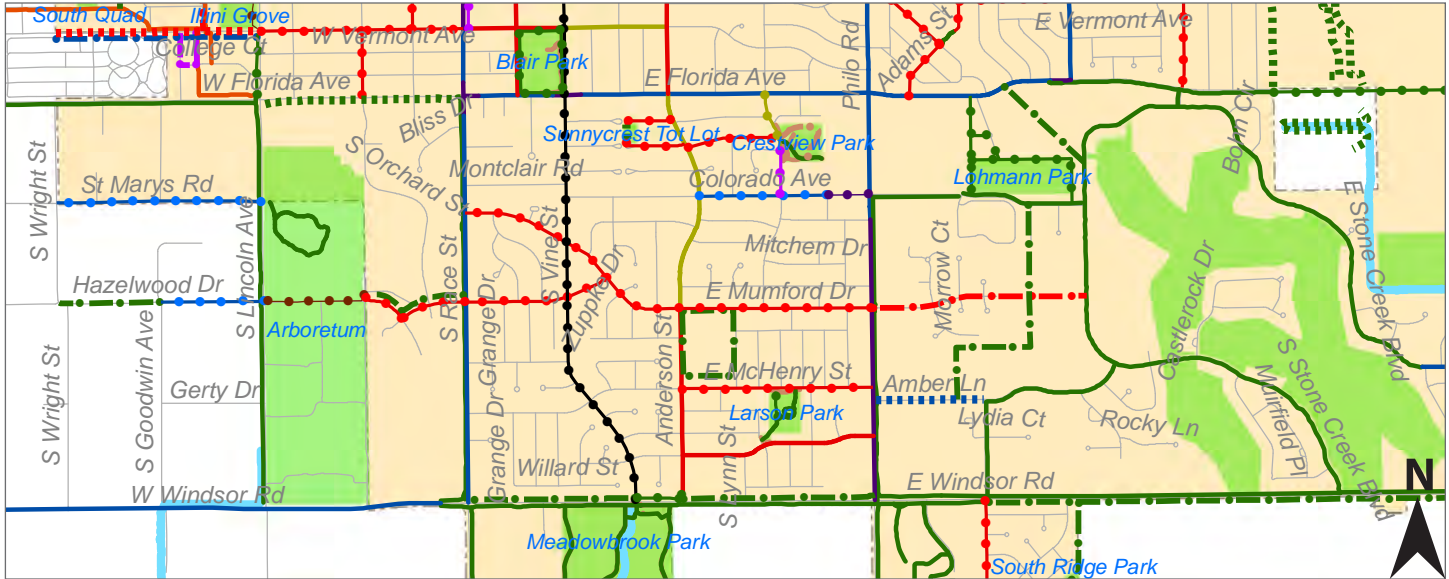 South Quad
Illini Grove
College Ct
W Vermont Ave
E Vermont Ave
Adams St
Philo Rd
Blair Park
W Florida Ave
E Florida Ave
Bliss Dr
Sunnycrest Tot Lot
Crestview Park
Bohn Cir
S Wright St
St Marys Rd
S Orchard St
Montclair Rd
Colorado Ave
Lohmann Park
E Stone Creek Blvd
S Lincoln Ave
S Race St
S Vine St
Mitchem Dr
Morrow Ct
Castlerock Dr
Hazelwood Dr
Zuppke Dr
E Mumford Dr
Arboretum
Grange Dr
S Wright St
S Goodwin Ave
Gerty Dr
Grange Dr
Anderson St
E McHenry St
Amber Ln
Larson Park
Lydia Ct
Rocky Ln
Muirfield Pl
S Stone Creek Blvd
Willard St
S Lynn St
W Windsor Rd
E Windsor Rd
N
Meadowbrook Park
South Ridge Park